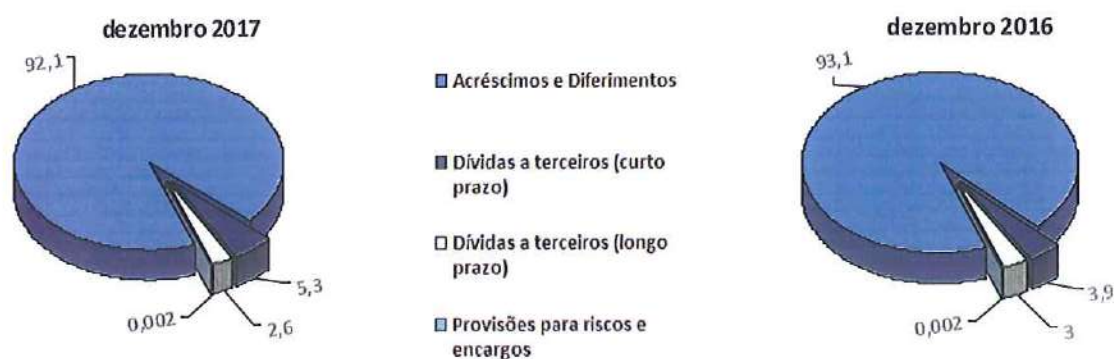 dezembro 2017
92,1
5,3
2,6
0,002
Acréscimos e Diferimentos
Dívidas a terceiros (curto
prazo)
Dívidas a terceiros (longo
prazo)
Provisões para riscos e
encargos
dezembro 2016
93,1
3,9
3
0,002